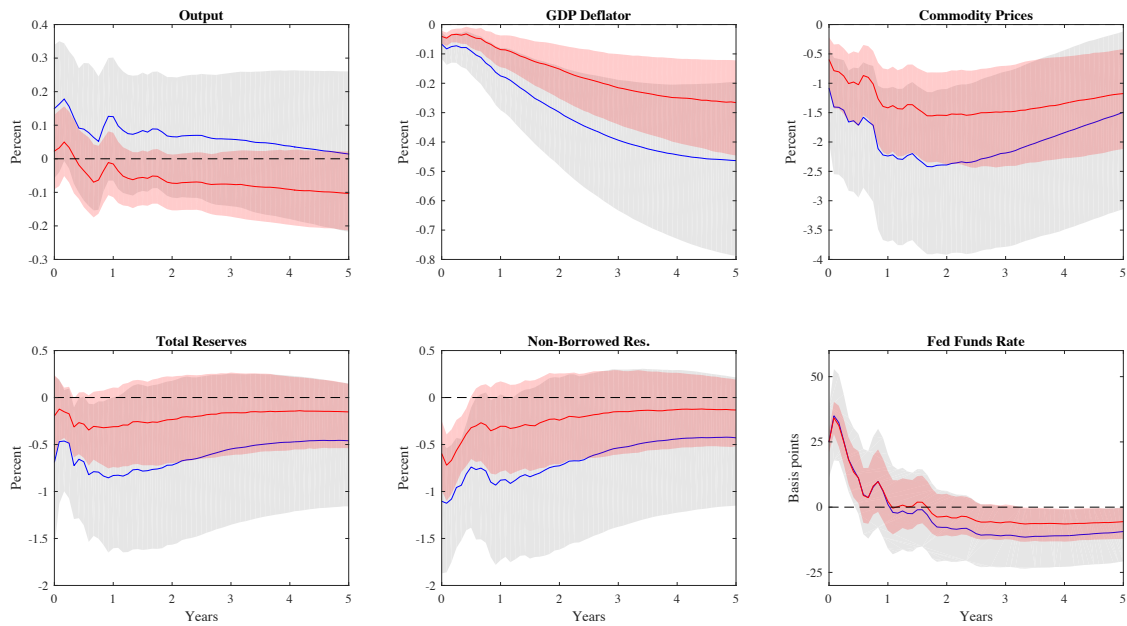 Output
0.4
0.3
0.2
0.1
0
0.1
0.2
0.3
Percent
0 1 2 3 4 5
GDP Deflator
0
-0.1
-0.2
-0.3
-0.4
-0.5
-0.6
-0.7
-0.8
Percent
0 1 2 3 4 5
Commodity Prices
0
-0.5
-1
-1.5
-2
-2.5
-3
-3.5
-4
Percent
0 1 2 3 4 5
Total Reserves
0.5
0
-0.5
-1
-1.5
-2
Percent
0 1 2 3 4 5
Years
Non-Borrowed Res.
0.5
0
-0.5
-1
-1.5
-2
Percent
0 1 2 3 4 5
Years
Fed Funds Rate
50
25
0
-25
Basis points
0 1 2 3 4 5
Years